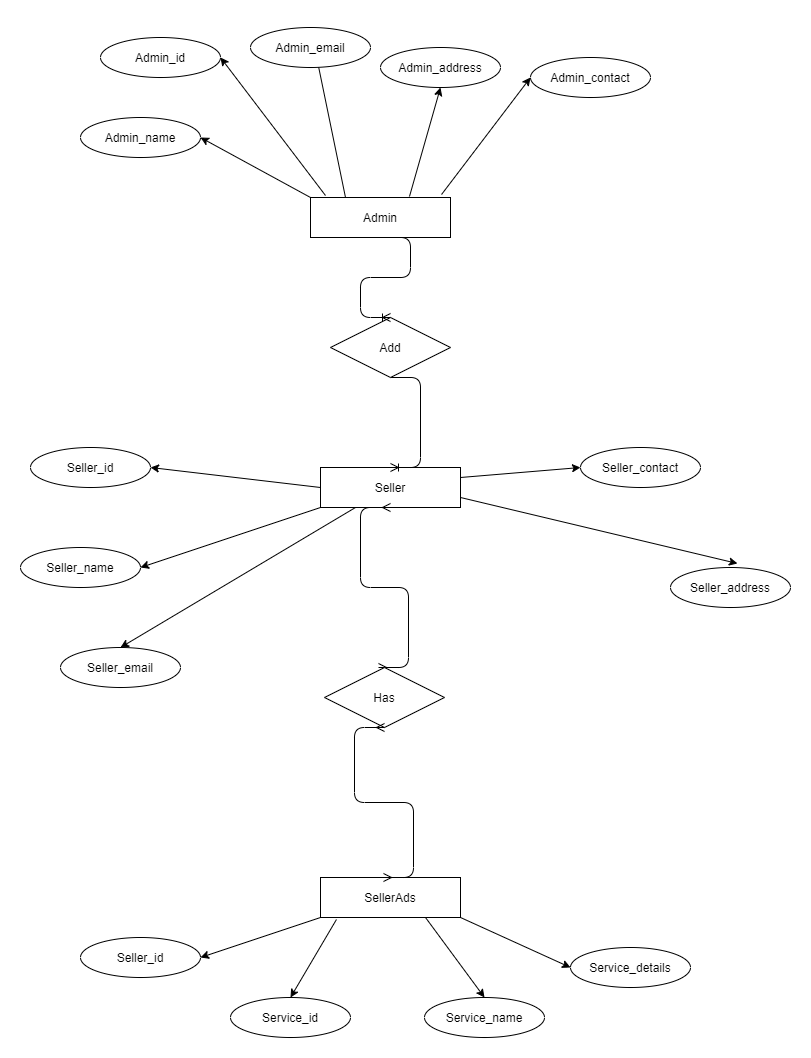 Admin_email
Admin_id
Admin_address
Admin_contact
Admin_name
Admin
Add
Seller_id
Seller_contact
Seller
Seller_name
Seller_address
Seller_email
Has
SellerAds
Seller_id
Service_details
Service_id
Service_name